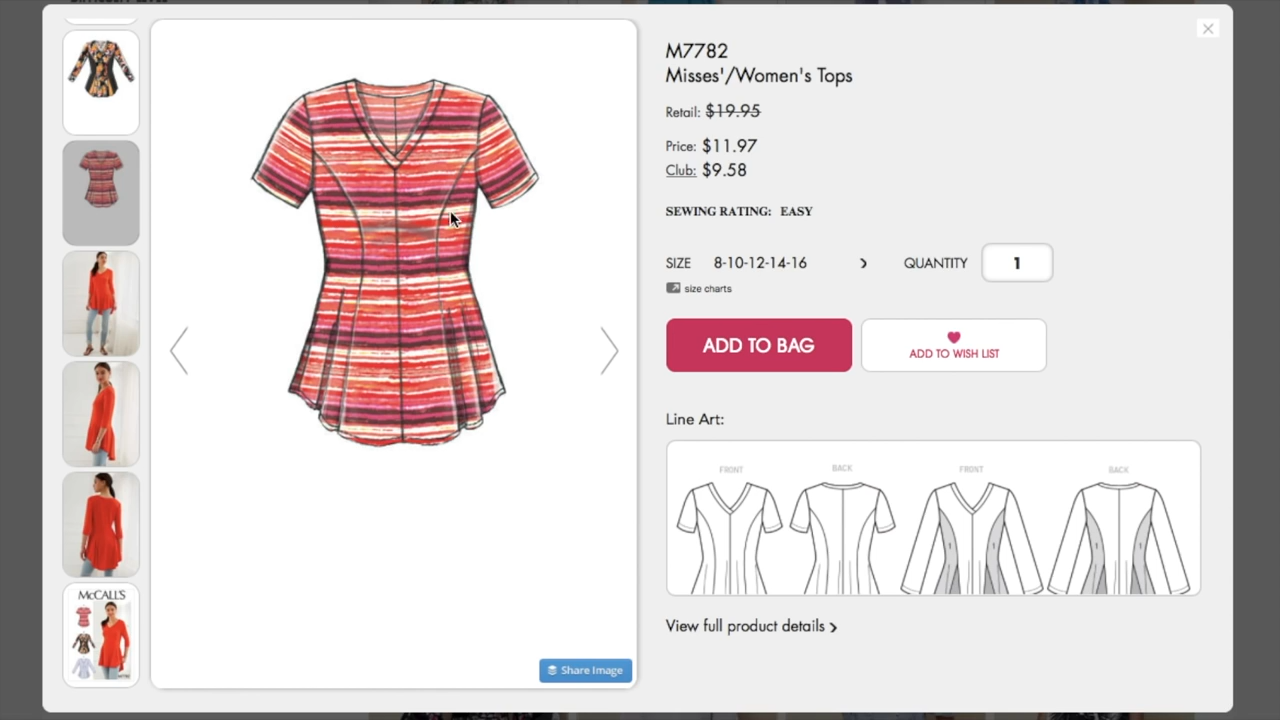 M7782
Misses'/Women's Tops
Retail: $19.95
Price: $11.97
Club: $9.58
SEWING RATING: EASY
SIZE 8-10-12-14-16 › QUANTITY 1
size charts
ADD TO BAG
ADD TO WISH LIST
Line Art:
FRONT BACK FRONT BACK
View full product details ›
McCALL'S
Share Image